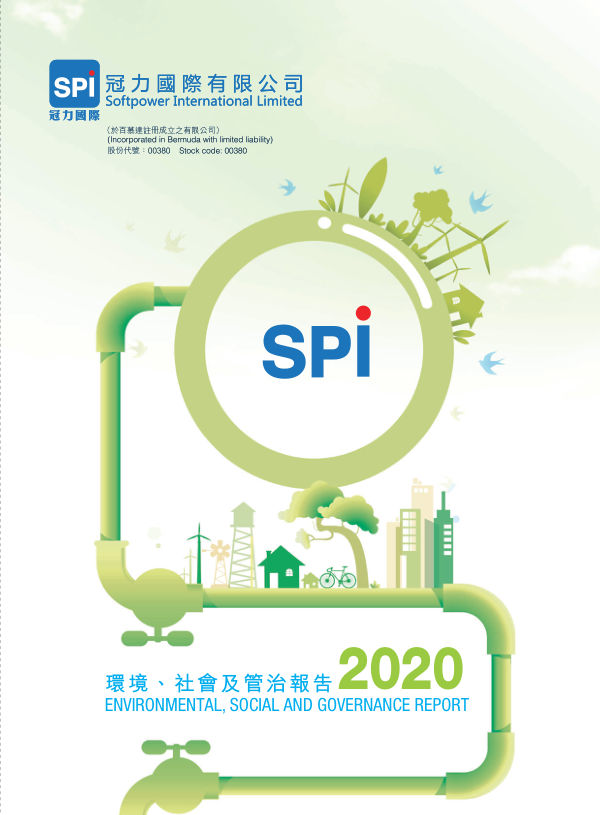 SPi
冠力國際
冠力國際有限公司
Softpower International Limited
（於百慕達註冊成立之有限公司）
(Incorporated in Bermuda with limited liability)
股份代號：00380 Stock code: 00380
SPi
環境、社會及管治報告 2020
ENVIRONMENTAL, SOCIAL AND GOVERNANCE REPORT